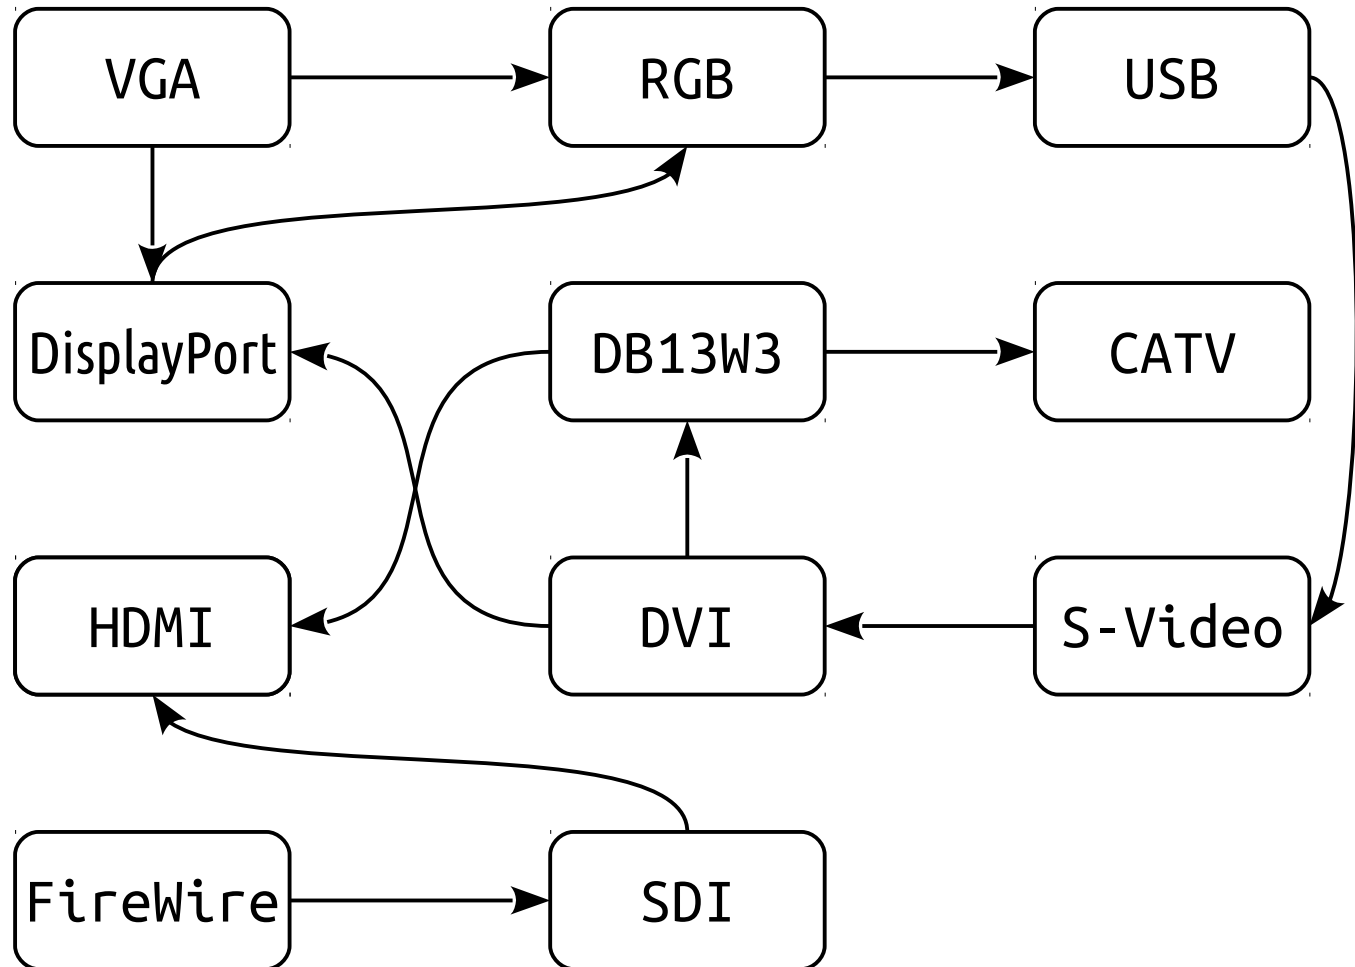 VGA
RGB
USB
DisplayPort
DB13W3
CATV
HDMI
DVI
S-Video
FireWire
SDI